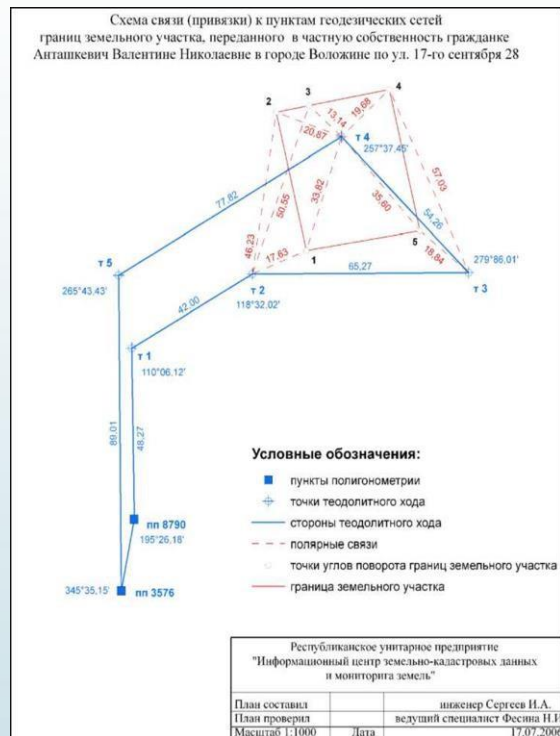 Схема связи (привязки) к пунктам геодезических сетей
границ земельного участка, переданного в частную собственность гражданке
Анташкевич Валентине Николаевне в городе Воложине по ул. 17-го сентября 28
4
3
2
19,68
13,14
20,87
т 4
257°37,45'
77,82
57,03
50,55
33,82
35,60
54,26
46,23
5
17,63
1
18,84
279°86,01'
т 5
65,27
265°43,43'
т 2
т 3
118°32,02'
42,00
т 1
110°06,12'
89,01
48,27
Условные обозначения:
пункты полигонометрии
точки теодолитного хода
пп 8790
стороны теодолитного хода
195°26,18'
полярные связи
точки углов поворота границ земельного участка
345°35,15'
пп 3576
граница земельного участка
Республиканское унитарное предприятие
"Информационный центр земельно-кадастровых данных
и мониторига земель"
План составил
инженер Сергеев И.А.
План проверил
ведущий специалист Фесина Н.И
Масштаб 1:1000
Дата